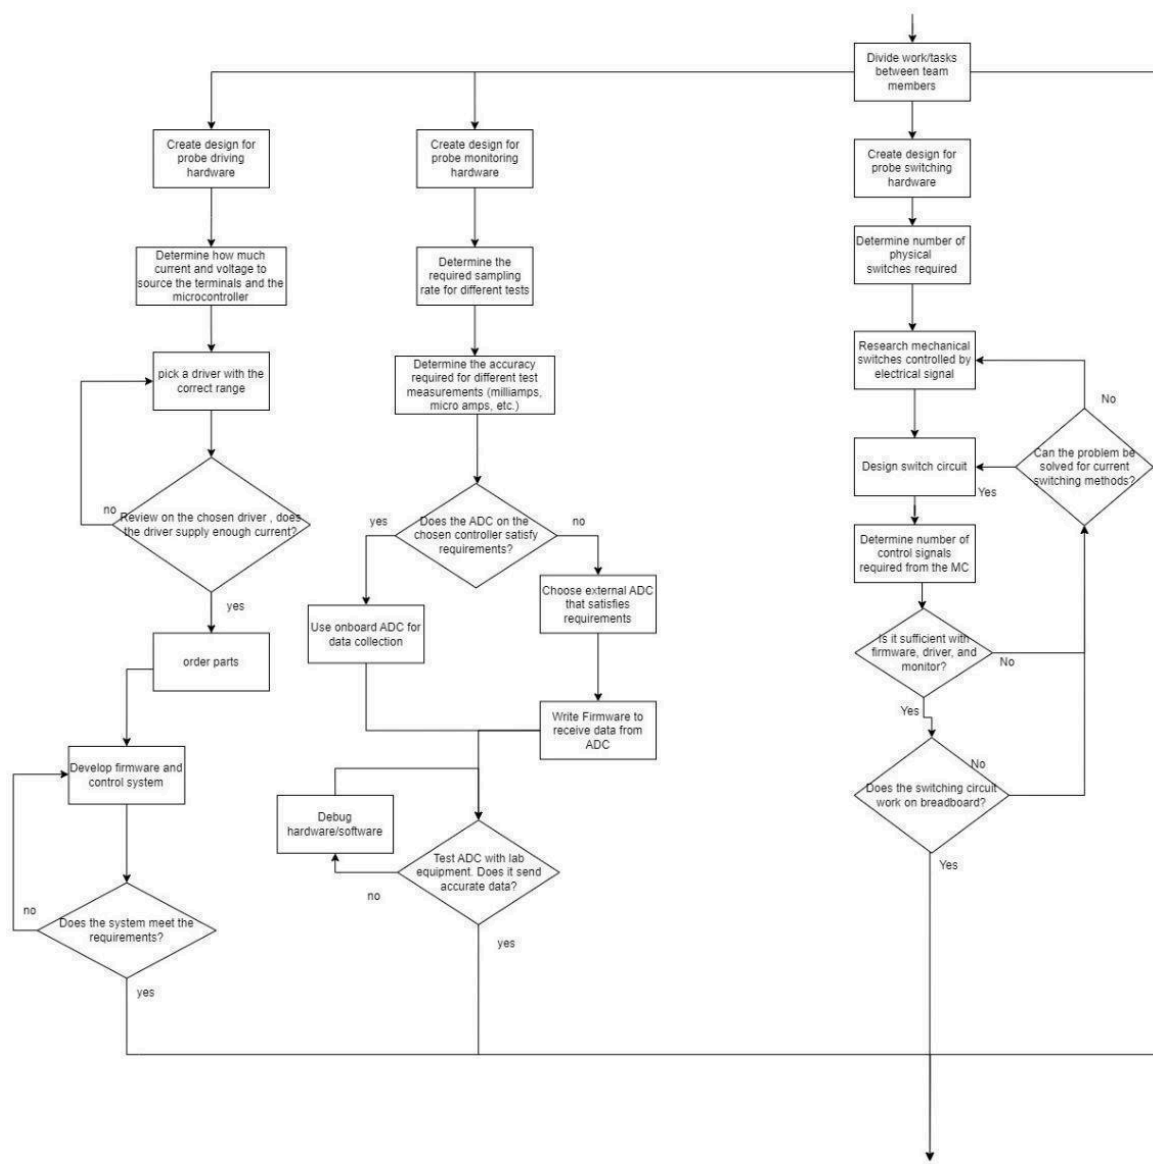 Divide work/tasks
between team
members
Create design for
probe driving
hardware
Determine how much
current and voltage to
source the terminals and the
microcontroller
pick a driver with the
correct range
no
Review on the chosen driver , does
the driver supply enough current?
yes
order parts
Develop firmware and
control system
no
Does the system meet the
requirements?
yes
Create design for
probe monitoring
hardware
Determine the
required sampling
rate for different tests
Determine the accuracy
required for different test
measurements (milliamps,
micro amps, etc.)
yes
Does the ADC on the
chosen controller satisfy
requirements?
no
Use onboard ADC for
data collection
Choose external ADC
that satisfies
requirements
Write Firmware to
receive data from
ADC
Debug
hardware/software
Test ADC with lab
equipment. Does it send
accurate data?
no
yes
Create design for
probe switching
hardware
Determine number of
physical
switches required
Research mechanical
switches controlled by
electrical signal
No
Design switch circuit
Can the problem be
solved for current
switching methods?
Yes
Determine number of
control signals
required from the MC
Is it sufficient with
firmware, driver, and
monitor?
No
Yes
No
Does the switching circuit
work on breadboard?
Yes